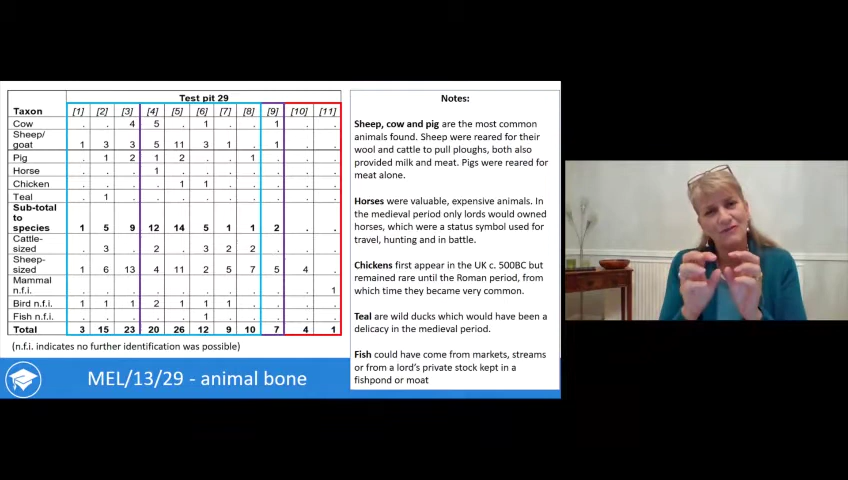 Test pit 29
Taxon [1] [2] [3] [4] [5] [6] [7] [8] [9] [10] [11]
Cow . . 4 5 . 1 . . 1 . .
Sheep/
goat 1 3 3 5 11 3 1 . 1 . .
Pig . 1 2 1 2 . . 1 . . .
Horse . . . 1 . . . . . . .
Chicken . . . . 1 1 . . . . .
Teal . 1 . . . . . . . . .
Sub-total
to
species 1 5 9 12 14 5 1 1 2 . .
Cattle-
sized . 3 . 2 . 3 2 2 . . .
Sheep-
sized 1 6 13 4 11 2 5 7 5 4 .
Mammal
n.f.i. . . . . . . . . . . 1
Bird n.f.i. 1 1 1 2 1 1 1 . . . .
Fish n.f.i. . . . . . 1 . . . . .
Total 3 15 23 20 26 12 9 10 7 4 1
(n.f.i. indicates no further identification was possible)
MEL/13/29 - animal bone
Notes:
Sheep, cow and pig are the most common
animals found. Sheep were reared for their
wool and cattle to pull ploughs, both also
provided milk and meat. Pigs were reared for
meat alone.
Horses were valuable, expensive animals. In
the medieval period only lords would owned
horses, which were a status symbol used for
travel, hunting and in battle.
Chickens first appear in the UK c. 500BC but
remained rare until the Roman period, from
which time they became very common.
Teal are wild ducks which would have been a
delicacy in the medieval period.
Fish could have come from markets, streams
or from a lord's private stock kept in a
fishpond or moat